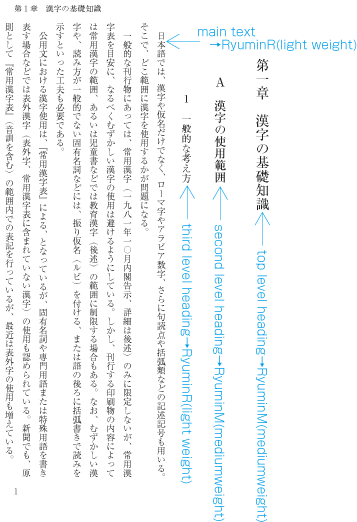 第1章　漢字の基礎知識
第一章　漢字の基礎知識
A　漢字の使用範囲
1　一般的な考え方
日本語では、漢字や仮名だけでなく、ローマ字やアラビア数字、さらに句読点や括弧類などの記述記号も用いる。
そこで、どこ範囲に漢字を使用するかが問題になる。
一般的な刊行物にあっては、常用漢字（一九八一年一〇月内閣告示、詳細は後述）のみに限定しないが、常用漢
字表を目安に、なるべくむずかしい漢字の使用は避けるようにしている。しかし、刊行する印刷物の内容によって
は常用漢字の範囲、あるいは児童書などでは教育漢字（後述）の範囲に制限する場合もある。なお、むずかしい漢
字や、読み方が一般的でない固有名詞などには、振り仮名（ルビ）を付ける、または語の後ろに括弧書きで読みを
示すといった工夫も必要である。
公用文における漢字使用は、『常用漢字表』による、となっているが、固有名詞や専門用語または特殊用語を書き
表す場合などでは表外漢字（表外字、常用漢字表に含まれていない漢字）の使用も認められている。新聞でも、原
則として『常用漢字表』（音訓を含む）の範囲内での表記を行っているが、最近は表外字の使用も増えている。
1
main text
→RyuminR(light weight)
top level heading→RyuminM(mediumweight)
second level heading→RyuminM(mediumweight)
third level heading→RyuminR(light weight)